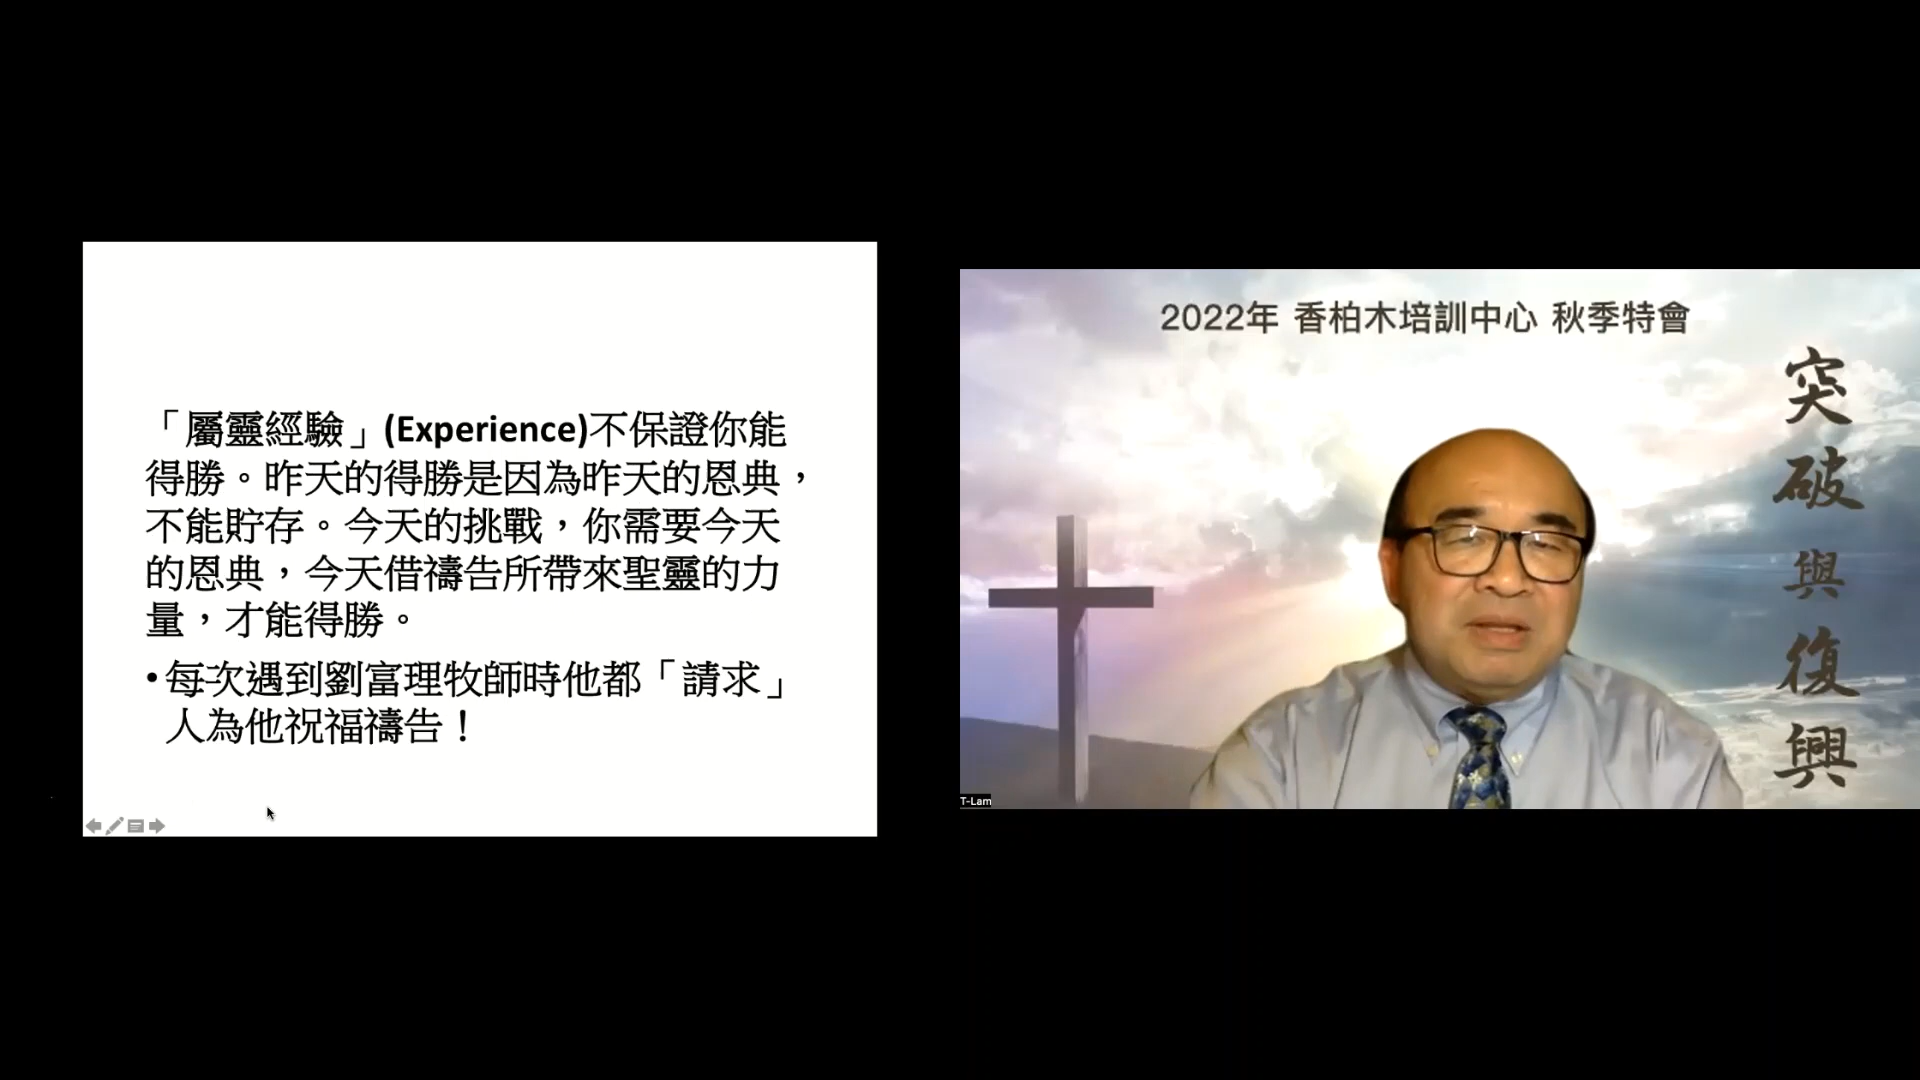 「屬靈經驗」(Experience)不保證你能
得勝。昨天的得勝是因為昨天的恩典，
不能貯存。今天的挑戰，你需要今天
的恩典，今天借禱告所帶來聖靈的力
量，才能得勝。
•每次遇到劉富理牧師時他都「請求」
人為他祝福禱告！
2022年 香柏木培訓中心 秋季特會
突破與復興
T-Lam